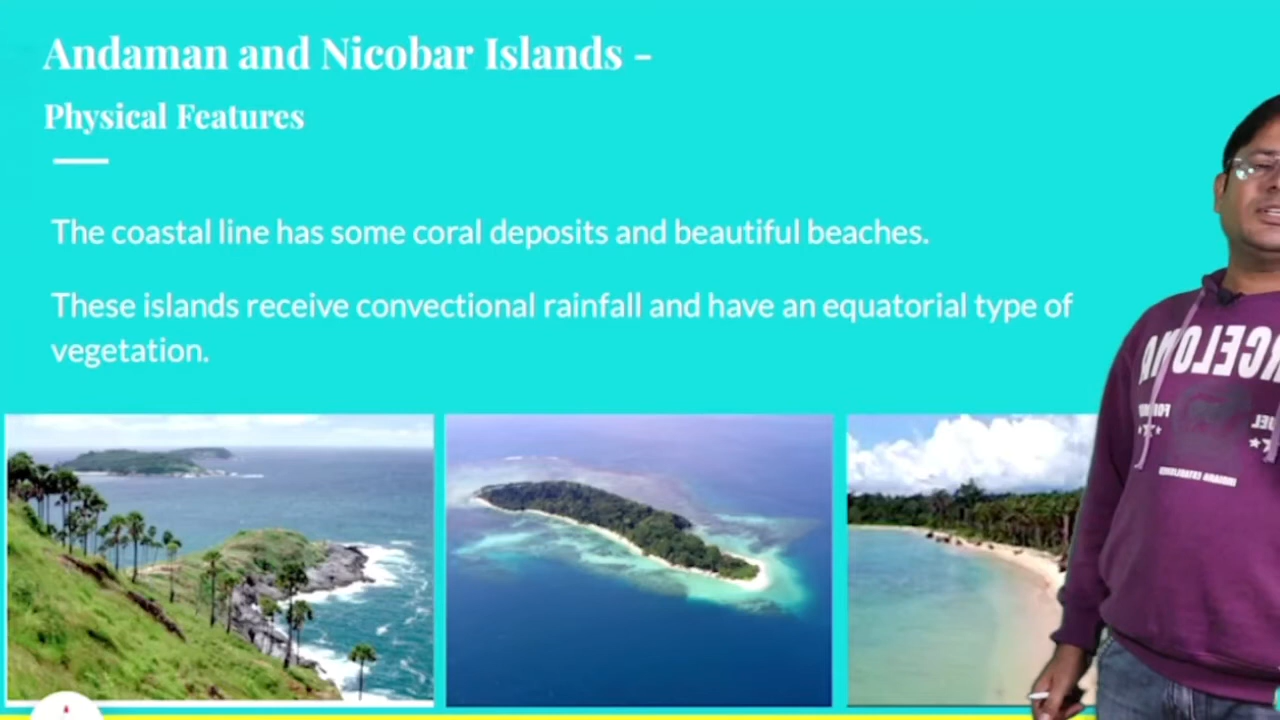 Andaman and Nicobar Islands -
Physical Features
The coastal line has some coral deposits and beautiful beaches.
These islands receive convectional rainfall and have an equatorial type of
vegetation.